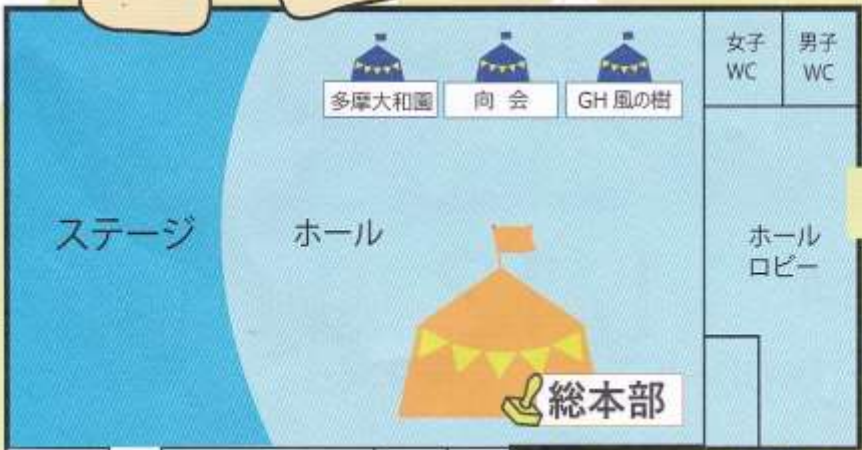 女子
WC
男子
WC
多摩大和園
向 会
GH 風の樹
ステージ
ホール
ホール
ロビー
総本部